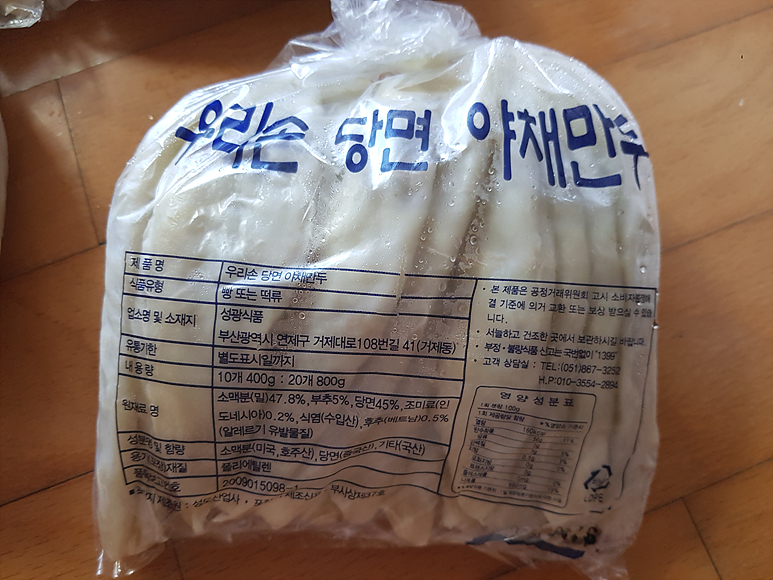 우리손 당면 야채만두
제품명 우리손 당면 야채만두
식품유형 빵 또는 떡류
업소명 및 소재지 성광식품
부산광역시 연제구 거제대로108번길 41(거제동)
유통기한 별도표시일까지
내용량 10개 400g : 20개 800g
원재료명 소맥분(밀)47.8%, 부추5%, 당면45%, 조미료(인
도네시아)0.2%, 식염(수입산), 후추(베트남)0.5%
(알레르기 유발물질)
성분명 및 함량 소맥분(미국,호주산), 당면(중국산), 기타(국산)
재질 폴리에틸렌
2009015098-1
· 본 제품은 공정거래위원회 고시 소비자분쟁해
결 기준에 의거 교환 또는 보상 받으실 수 있습
니다.
· 서늘하고 건조한 곳에서 보관하시길 바랍니다.
· 부정·불량식품 신고는 국번없이 "1399"
· 고객 상담실 : TEL:(051)867-3252
H.P:010-3554-2894
영양성분표
1회 분량 100g
LDPE